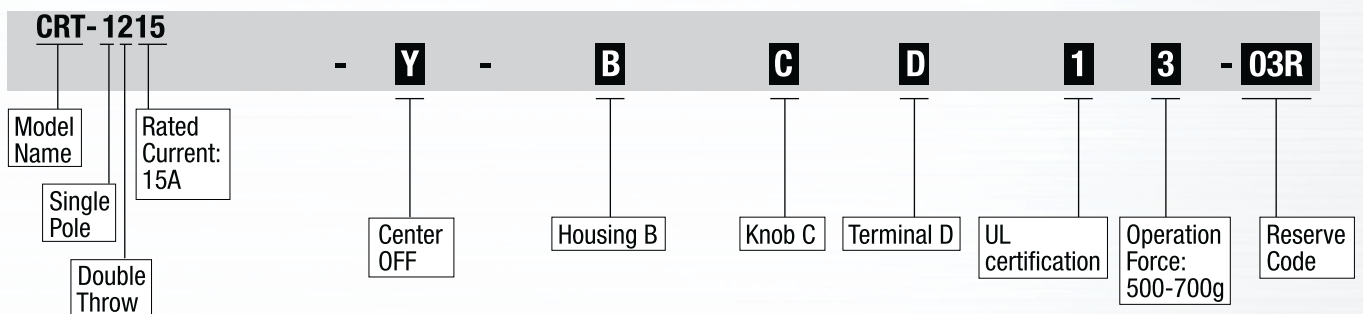 CRT-1215
- Y - B C D 1 3 - 03R
Model
Name
Rated
Current:
15A
Single
Pole
Double
Throw
Center
OFF
Housing B
Knob C
Terminal D
UL
certification
Operation
Force:
500-700g
Reserve
Code